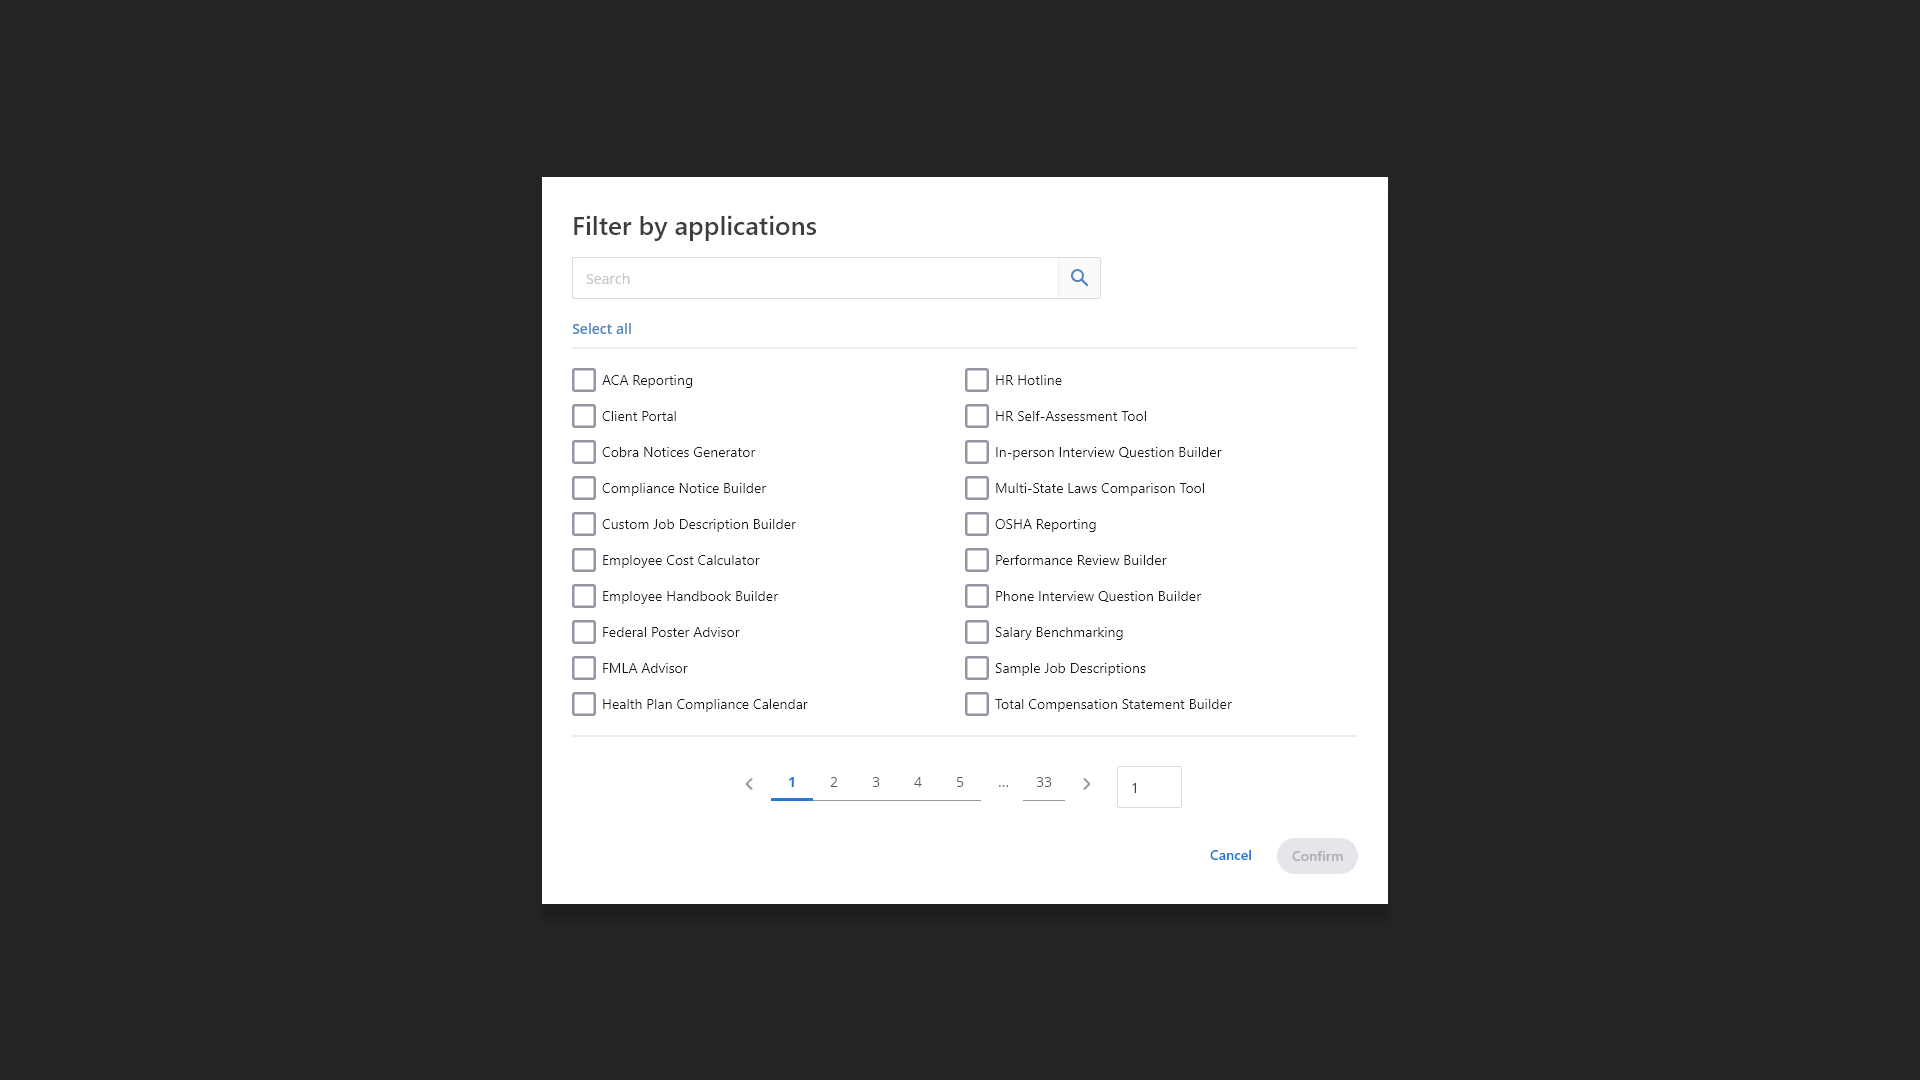 Filter by applications
Search
Select all
ACA Reporting
Client Portal
Cobra Notices Generator
Compliance Notice Builder
Custom Job Description Builder
Employee Cost Calculator
Employee Handbook Builder
Federal Poster Advisor
FMLA Advisor
Health Plan Compliance Calendar
HR Hotline
HR Self-Assessment Tool
In-person Interview Question Builder
Multi-State Laws Comparison Tool
OSHA Reporting
Performance Review Builder
Phone Interview Question Builder
Salary Benchmarking
Sample Job Descriptions
Total Compensation Statement Builder
1 2 3 4 5 ... 33 1
Cancel Confirm